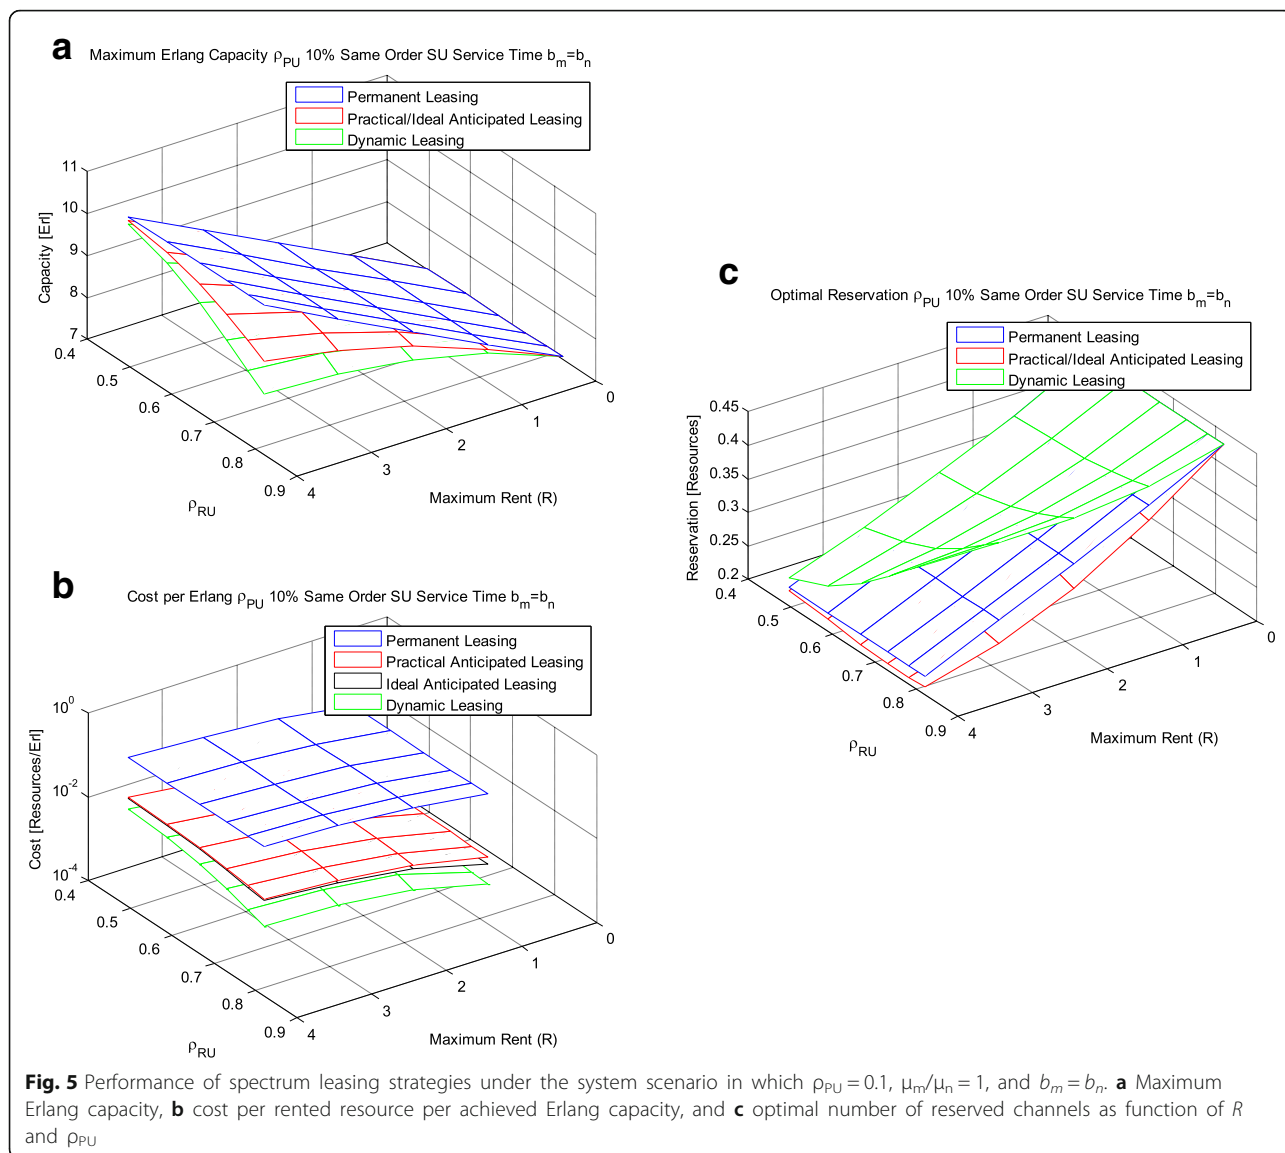 a
Maximum Erlang Capacity ρPU 10% Same Order SU Service Time bm=bn
Permanent Leasing
Practical/Ideal Anticipated Leasing
Dynamic Leasing
Capacity [Erl]
11
10
9
8
7
0.4
0.5
0.6
0.7
0.8
0.9
ρRU
4
3
2
1
0
Maximum Rent (R)
b
Cost per Erlang ρPU 10% Same Order SU Service Time bm=bn
Permanent Leasing
Practical Anticipated Leasing
Ideal Anticipated Leasing
Dynamic Leasing
Cost [Resources/Erl]
10^0
10^-2
10^-4
0.4
0.5
0.6
0.7
0.8
0.9
ρRU
4
3
2
1
0
Maximum Rent (R)
c
Optimal Reservation ρPU 10% Same Order SU Service Time bm=bn
Permanent Leasing
Practical/Ideal Anticipated Leasing
Dynamic Leasing
Reservation [Resources]
0.45
0.4
0.35
0.3
0.25
0.2
0.4
0.5
0.6
0.7
0.8
0.9
ρRU
4
3
2
1
0
Maximum Rent (R)
Fig. 5 Performance of spectrum leasing strategies under the system scenario in which ρPU = 0.1, μm/μn = 1, and bm = bn. a Maximum
Erlang capacity, b cost per rented resource per achieved Erlang capacity, and c optimal number of reserved channels as function of R
and ρPU